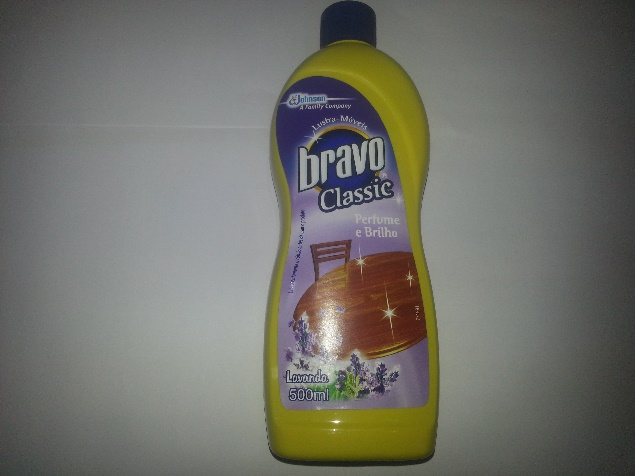 SC Johnson
A Family Company
Lustra-Móveis
bravo
Classic
Perfume
e Brilho
Lavanda
500ml